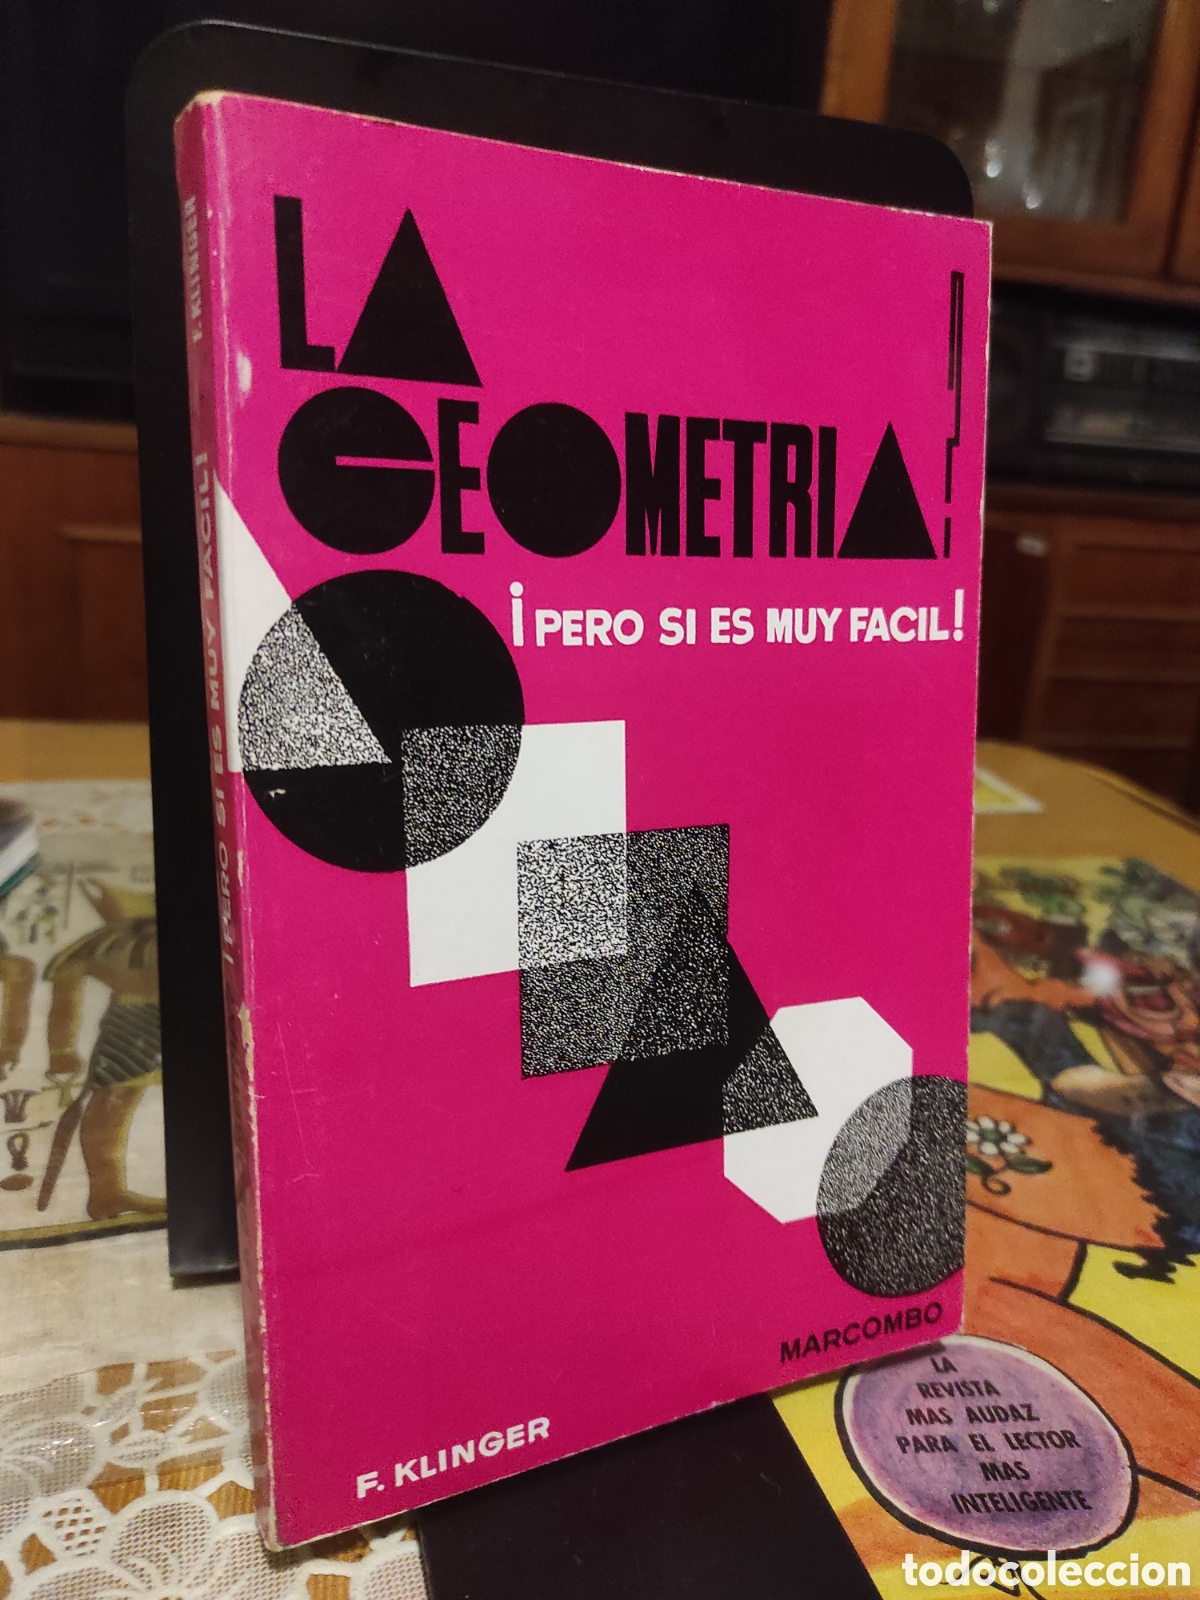 LA
GEOMETRIA!
¡PERO SI ES MUY FACIL!
MARCOMBO
F. KLINGER
F. KLINGER
¡PERO SI ES MUY FACIL!
LA
REVISTA
MAS AUDAZ
PARA EL LECTOR
MAS
INTELIGENTE
todocoleccion